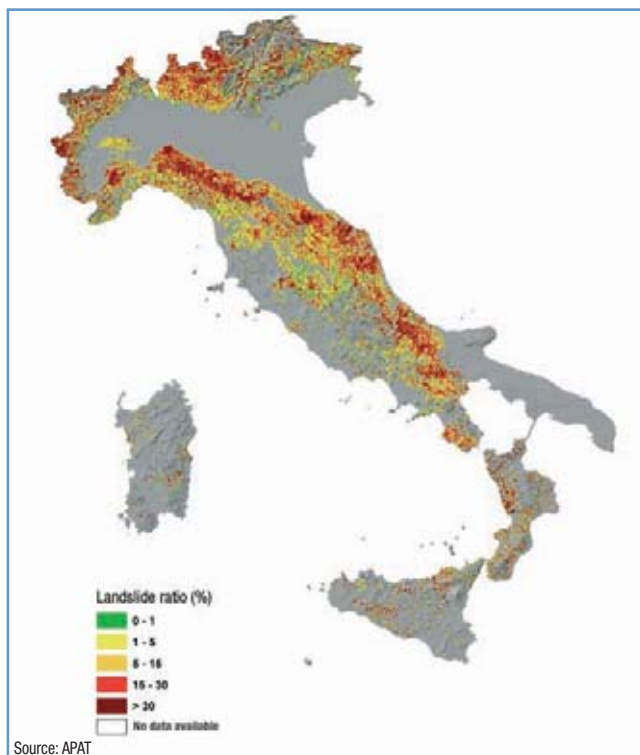 Landslide ratio (%)
0 - 1
1 - 5
5 - 15
15 - 30
> 30
No data available
Source: APAT